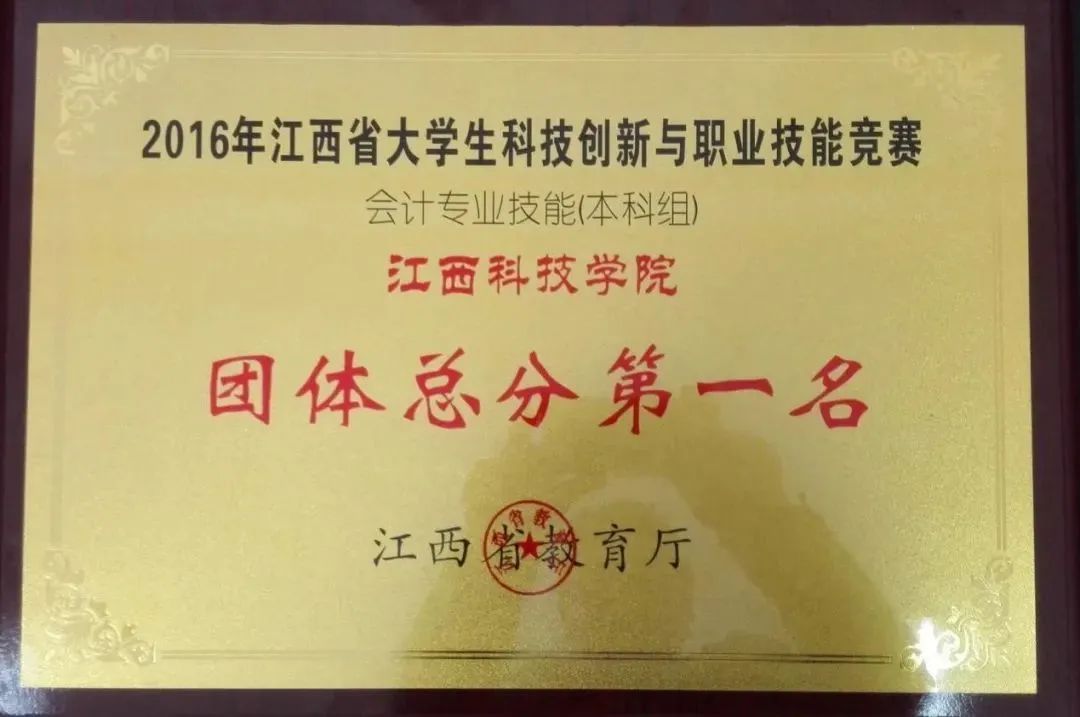 2016年江西省大学生科技创新与职业技能竞赛
会计专业技能(本科组)
江西科技学院
团体总分第一名
江西省教育厅